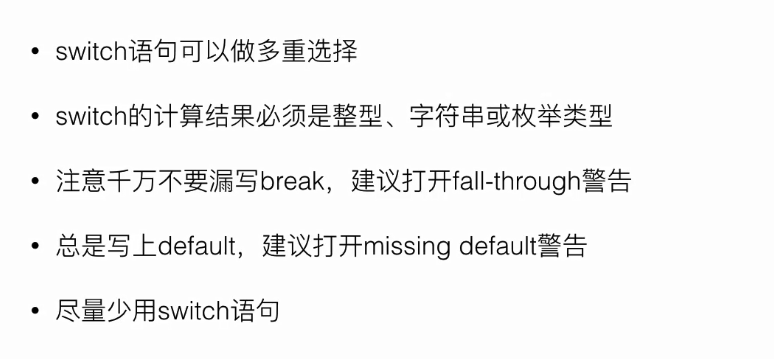 • switch语句可以做多重选择
• switch的计算结果必须是整型、字符串或枚举类型
• 注意千万不要漏写break，建议打开fall-through警告
• 总是写上default，建议打开missing default警告
• 尽量少用switch语句